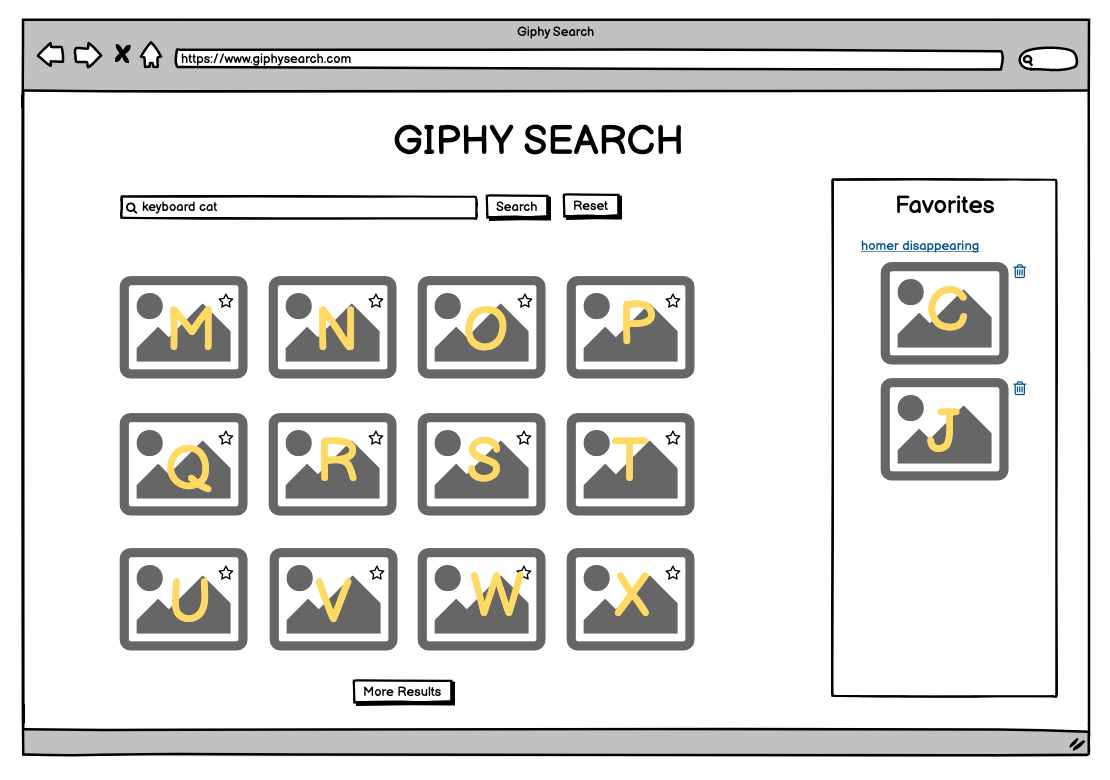 Giphy Search
https://www.giphysearch.com
GIPHY SEARCH
keyboard cat
Search
Reset
M
N
O
P
Q
R
S
T
U
V
W
X
More Results
Favorites
homer disappearing
C
J